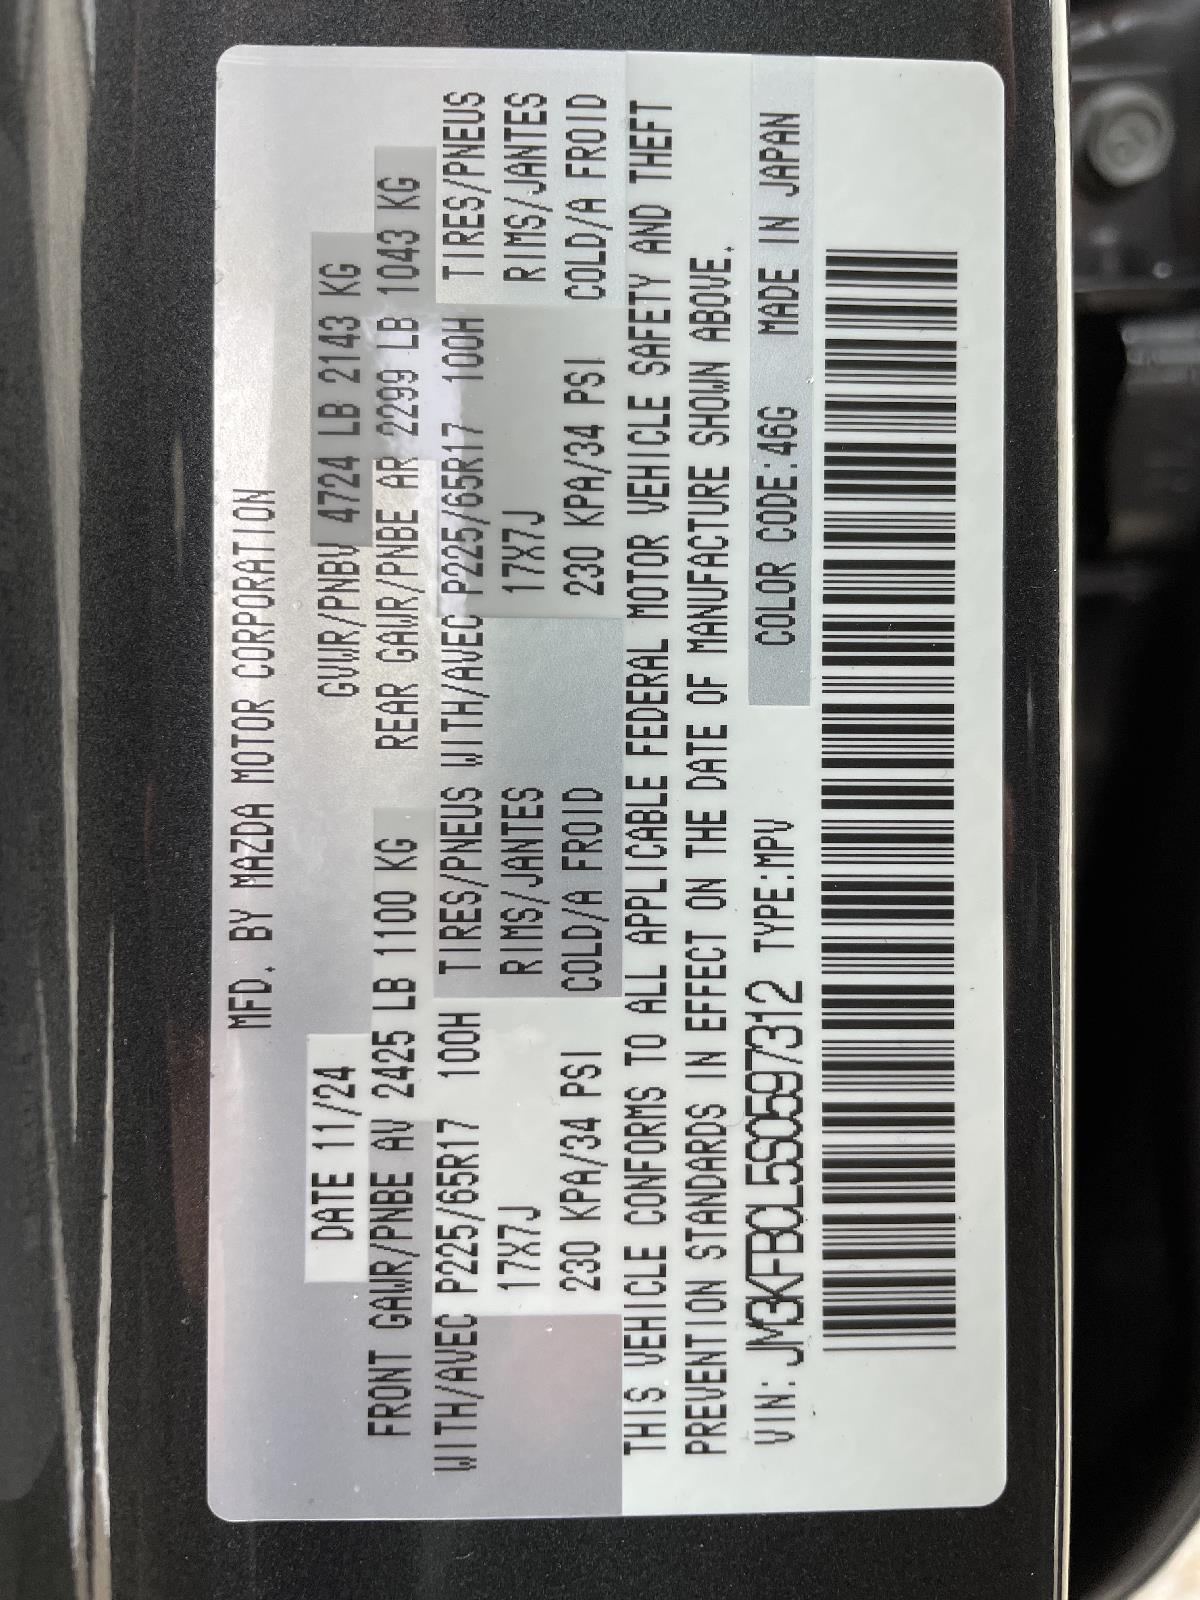 MFD. BY MAZDA MOTOR CORPORATION
DATE 11/24 GVWR/PNBV 4724 LB 2143 KG
FRONT GAWR/PNBE AV 2425 LB 1100 KG REAR GAWR/PNBE AR 2299 LB 1043 KG
WITH/AVEC P225/65R17 100H TIRES/PNEUS WITH/AVEC P225/65R17 100H TIRES/PNEUS
17X7J RIMS/JANTES 17X7J RIMS/JANTES
230 KPA/34 PSI COLD/A FROID 230 KPA/34 PSI COLD/A FROID
THIS VEHICLE CONFORMS TO ALL APPLICABLE FEDERAL MOTOR VEHICLE SAFETY AND THEFT
PREVENTION STANDARDS IN EFFECT ON THE DATE OF MANUFACTURE SHOWN ABOVE.
VIN: JM3KFBCL5S0597312 TYPE:MPV COLOR CODE:46G MADE IN JAPAN